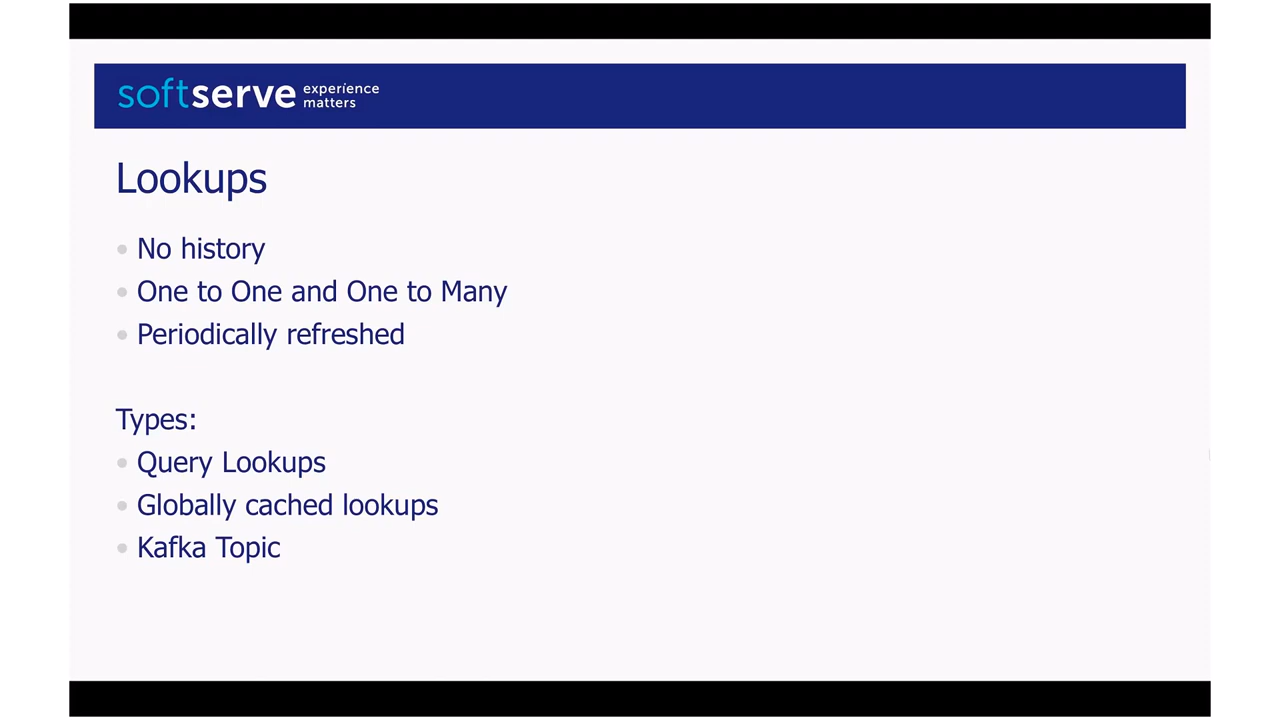 softserve experience matters
Lookups
• No history
• One to One and One to Many
• Periodically refreshed
Types:
• Query Lookups
• Globally cached lookups
• Kafka Topic